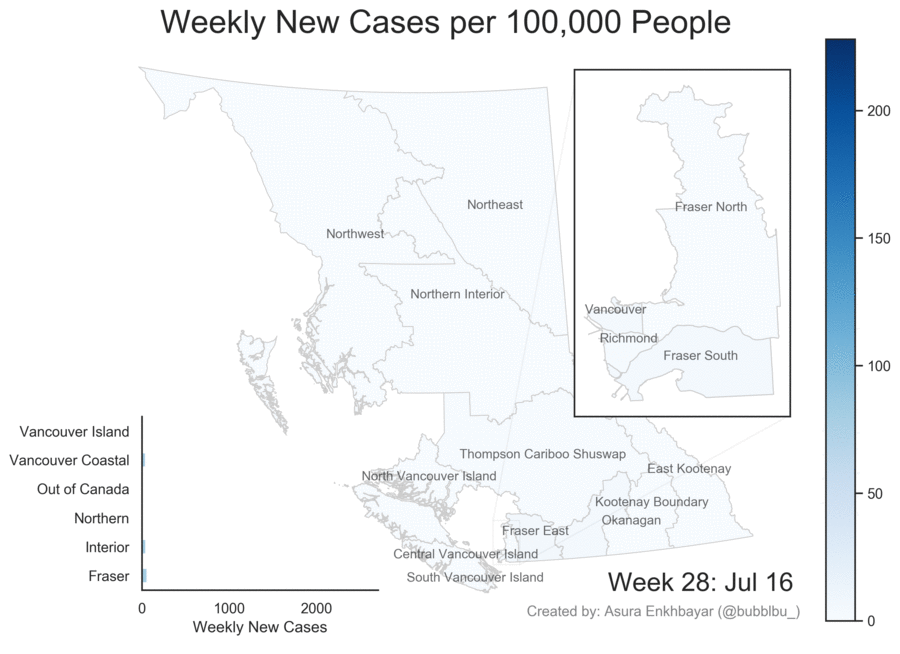 Weekly New Cases per 100,000 People
200
150
100
50
0
Northeast
Northwest
Northern Interior
Fraser North
Vancouver
Richmond
Fraser South
Thompson Cariboo Shuswap
North Vancouver Island
East Kootenay
Kootenay Boundary
Okanagan
Fraser East
Central Vancouver Island
South Vancouver Island
Vancouver Island
Vancouver Coastal
Out of Canada
Northern
Interior
Fraser
0 1000 2000
Weekly New Cases
Week 28: Jul 16
Created by: Asura Enkhbayar (@bubblbu_)